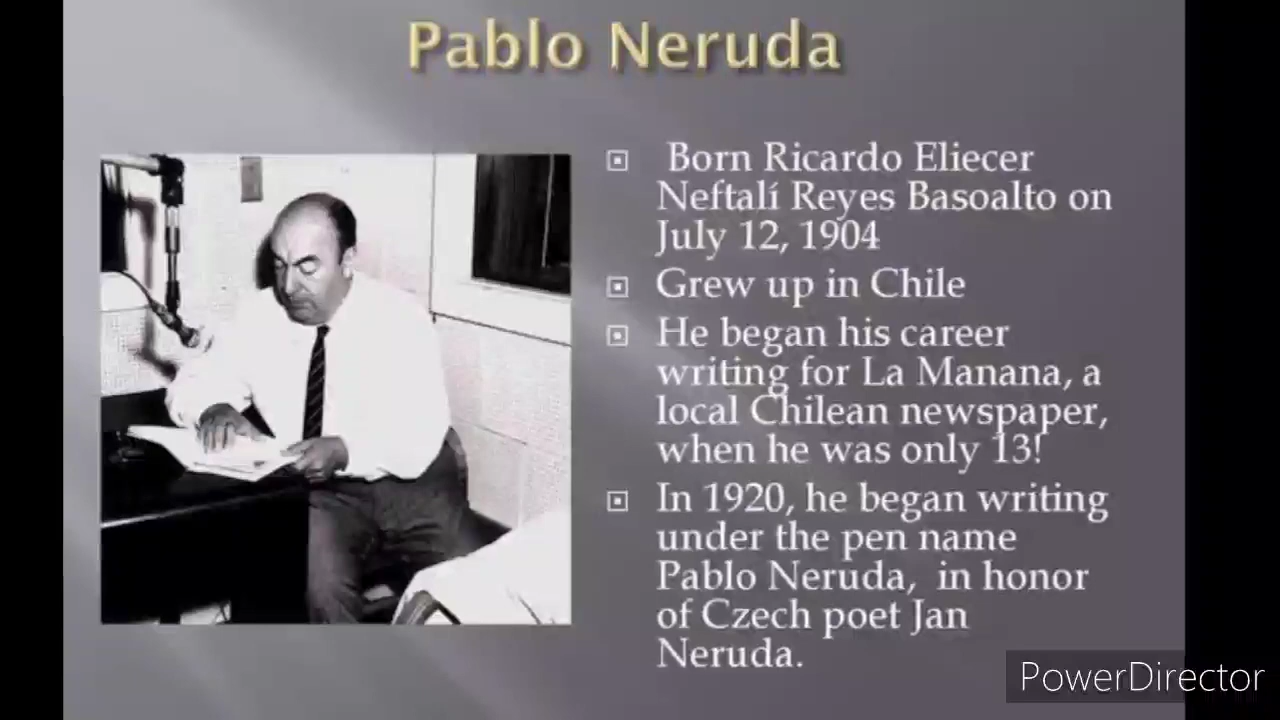 Pablo Neruda
Born Ricardo Eliecer
Neftalí Reyes Basoalto on
July 12, 1904
Grew up in Chile
He began his career
writing for La Manana, a
local Chilean newspaper,
when he was only 13!
In 1920, he began writing
under the pen name
Pablo Neruda, in honor
of Czech poet Jan
Neruda.
PowerDirector